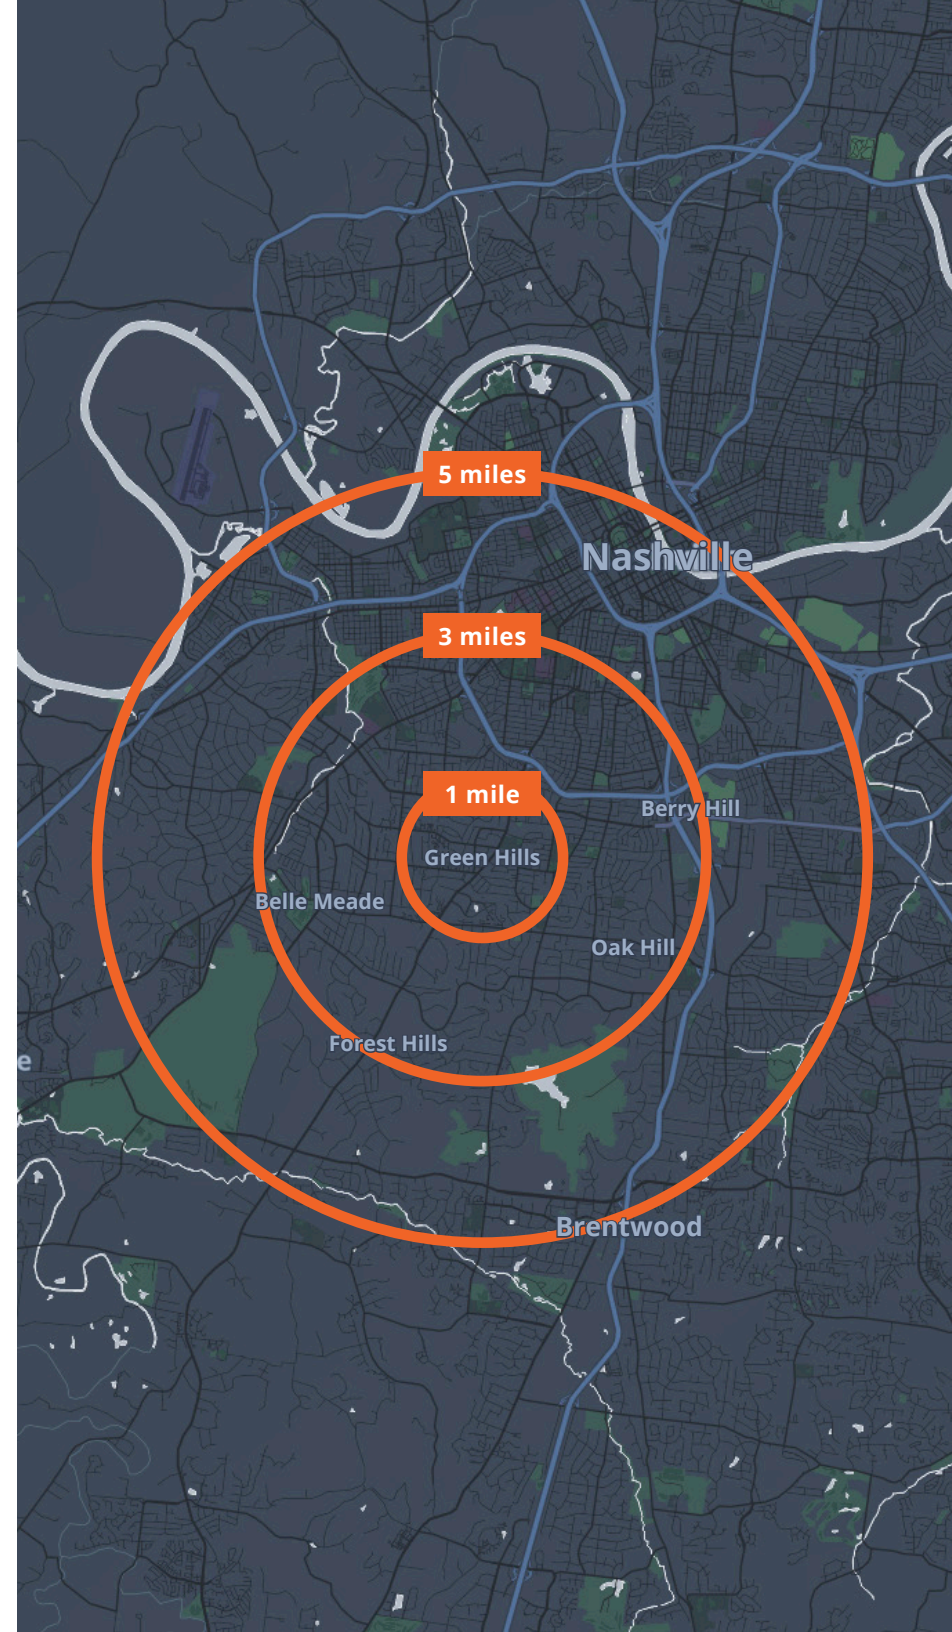 5 miles
Nashville
3 miles
1 mile
Berry Hill
Green Hills
Belle Meade
Oak Hill
Forest Hills
e
Brentwood